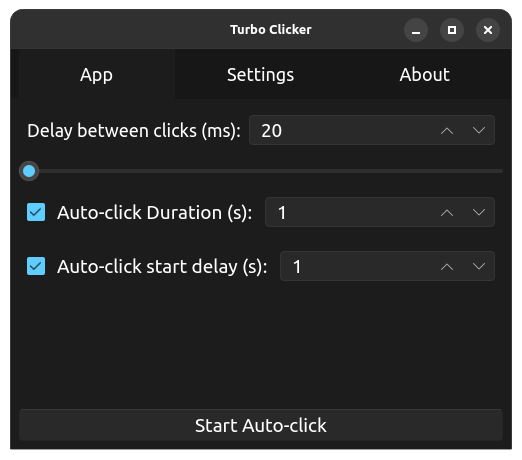 Turbo Clicker
App Settings About
Delay between clicks (ms): 20
Auto-click Duration (s): 1
Auto-click start delay (s): 1
Start Auto-click